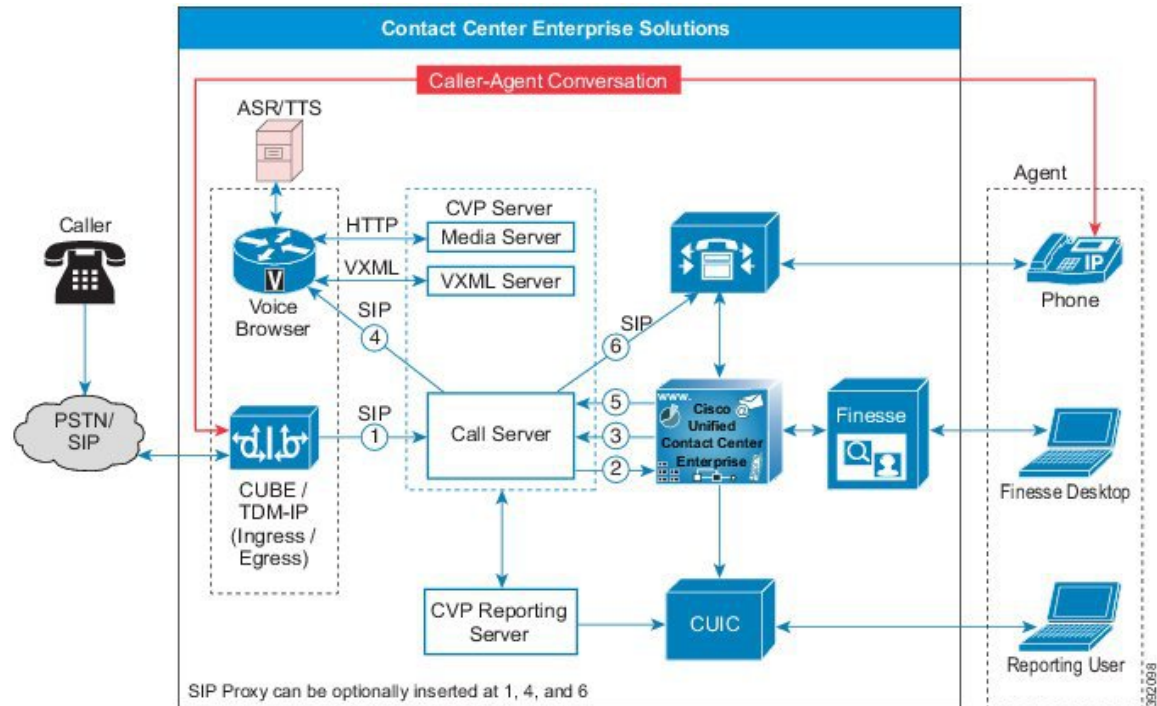 Contact Center Enterprise Solutions
Caller-Agent Conversation
ASR/TTS
Agent
Caller
CVP Server
HTTP
Media Server
VXML
VXML Server
V
Voice
Browser
IP
Phone
SIP
4
SIP
6
PSTN/
SIP
SIP
1
Call Server
5
3
2
www.
@
Cisco
Unified
Contact Center
Enterprise
Finesse
Finesse Desktop
CUBE /
TDM-IP
(Ingress /
Egress)
CVP Reporting
Server
CUIC
Reporting User
SIP Proxy can be optionally inserted at 1, 4, and 6
392098